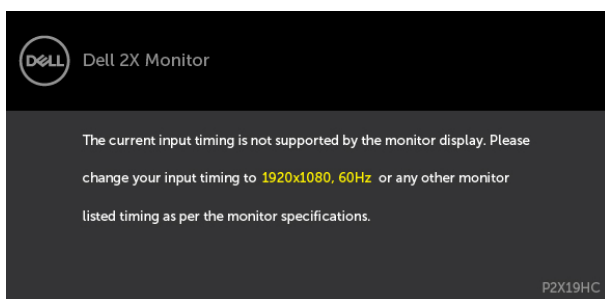 DELL
Dell 2X Monitor
The current input timing is not supported by the monitor display. Please
change your input timing to 1920x1080, 60Hz or any other monitor
listed timing as per the monitor specifications.
P2X19HC